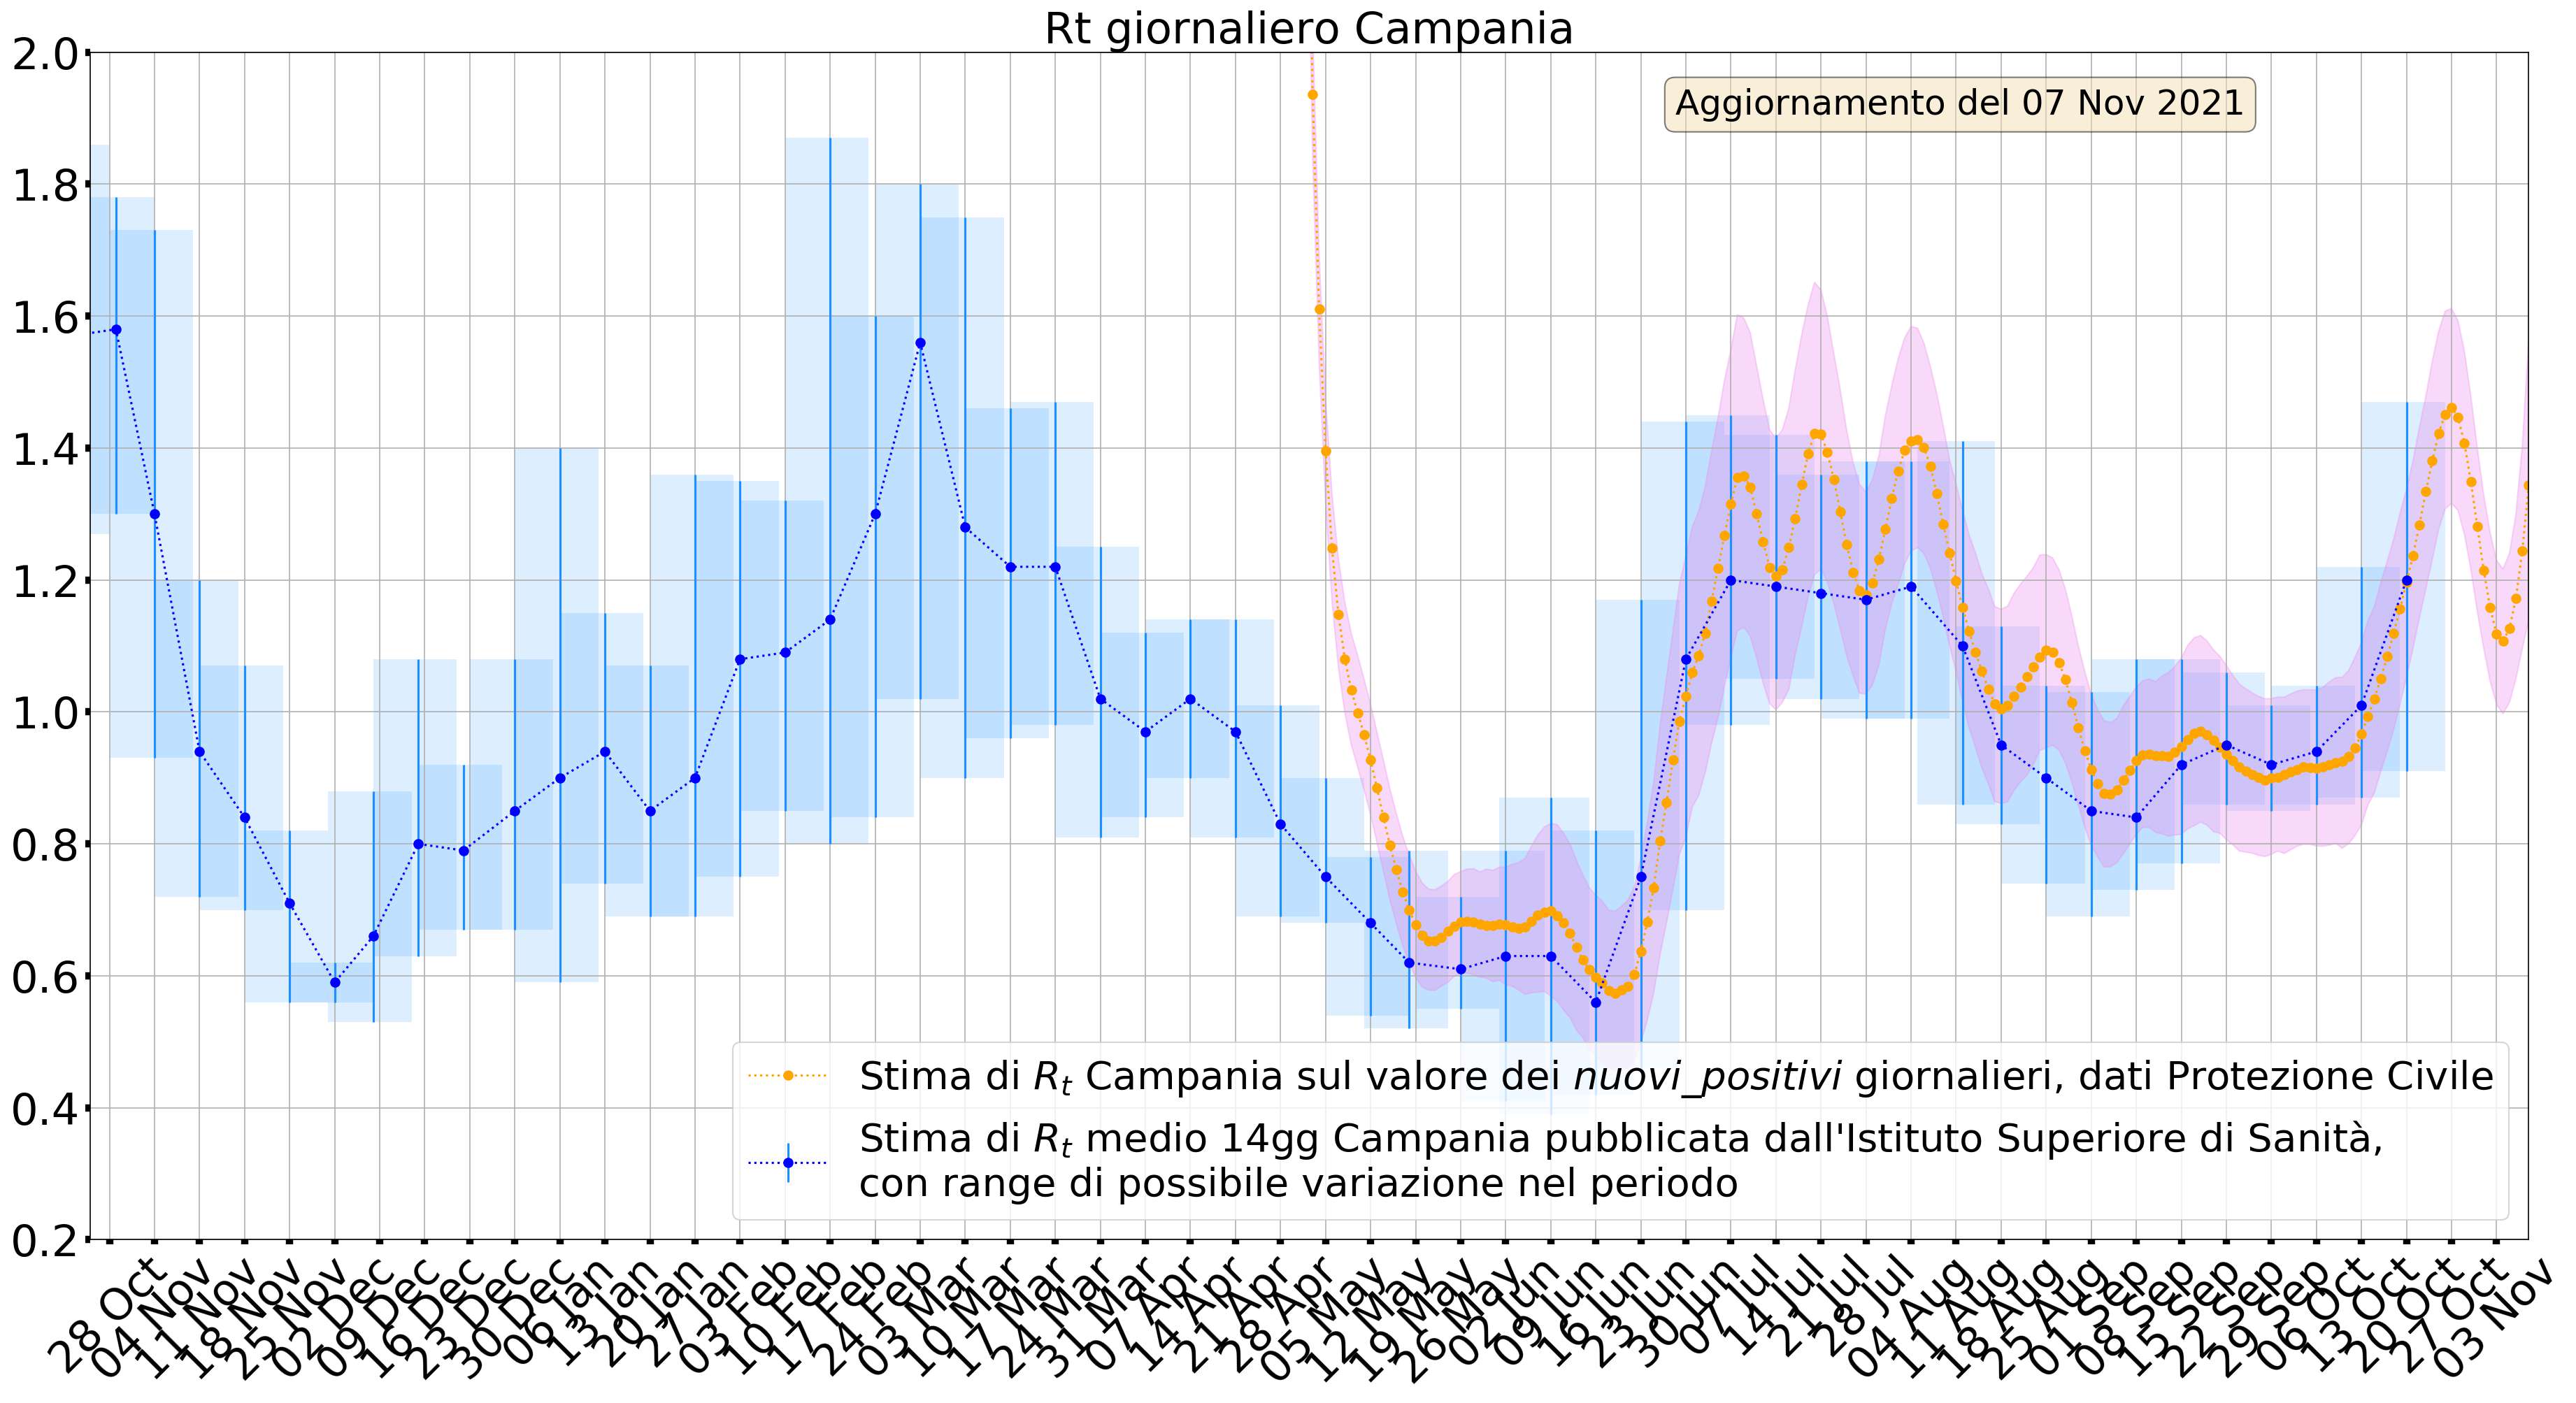 Rt giornaliero Campania
2.0
1.8
1.6
1.4
1.2
1.0
0.8
0.6
0.4
0.2
Aggiornamento del 07 Nov 2021
Stima di Rt Campania sul valore dei nuovi_positivi giornalieri, dati Protezione Civile
Stima di Rt medio 14gg Campania pubblicata dall'Istituto Superiore di Sanità,
con range di possibile variazione nel periodo
28 Oct
04 Nov
11 Nov
18 Nov
25 Nov
02 Dec
09 Dec
16 Dec
23 Dec
30 Dec
06 Jan
13 Jan
20 Jan
27 Jan
03 Feb
10 Feb
17 Feb
24 Feb
03 Mar
10 Mar
17 Mar
24 Mar
31 Mar
07 Apr
14 Apr
21 Apr
28 Apr
05 May
12 May
19 May
26 May
02 Jun
09 Jun
16 Jun
23 Jun
30 Jun
07 Jul
14 Jul
21 Jul
28 Jul
04 Aug
11 Aug
18 Aug
25 Aug
01 Sep
08 Sep
15 Sep
22 Sep
29 Sep
06 Oct
13 Oct
20 Oct
27 Oct
03 Nov